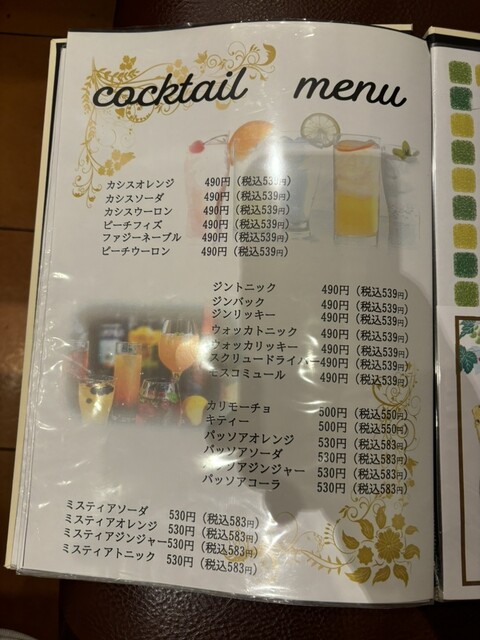 cocktail menu
カシスオレンジ 490円(税込539円)
カシスソーダ 490円(税込539円)
カシスウーロン 490円(税込539円)
ピーチフィズ 490円(税込539円)
ファジーネーブル 490円(税込539円)
ピーチウーロン 490円(税込539円)
ジントニック 490円(税込539円)
ジンバック 490円(税込539円)
ジンリッキー 490円(税込539円)
ウォッカトニック 490円(税込539円)
ウォッカリッキー 490円(税込539円)
スクリュードライバー490円(税込539円)
モスコミュール 490円(税込539円)
カリモーチョ 500円(税込550円)
キティー 500円(税込550円)
パッソアオレンジ 530円(税込583円)
パッソアソーダ 530円(税込583円)
パッソアジンジャー 530円(税込583円)
パッソアコーラ 530円(税込583円)
ミスティアソーダ 530円(税込583円)
ミスティアオレンジ 530円(税込583円)
ミスティアジンジャー530円(税込583円)
ミスティアトニック 530円(税込583円)